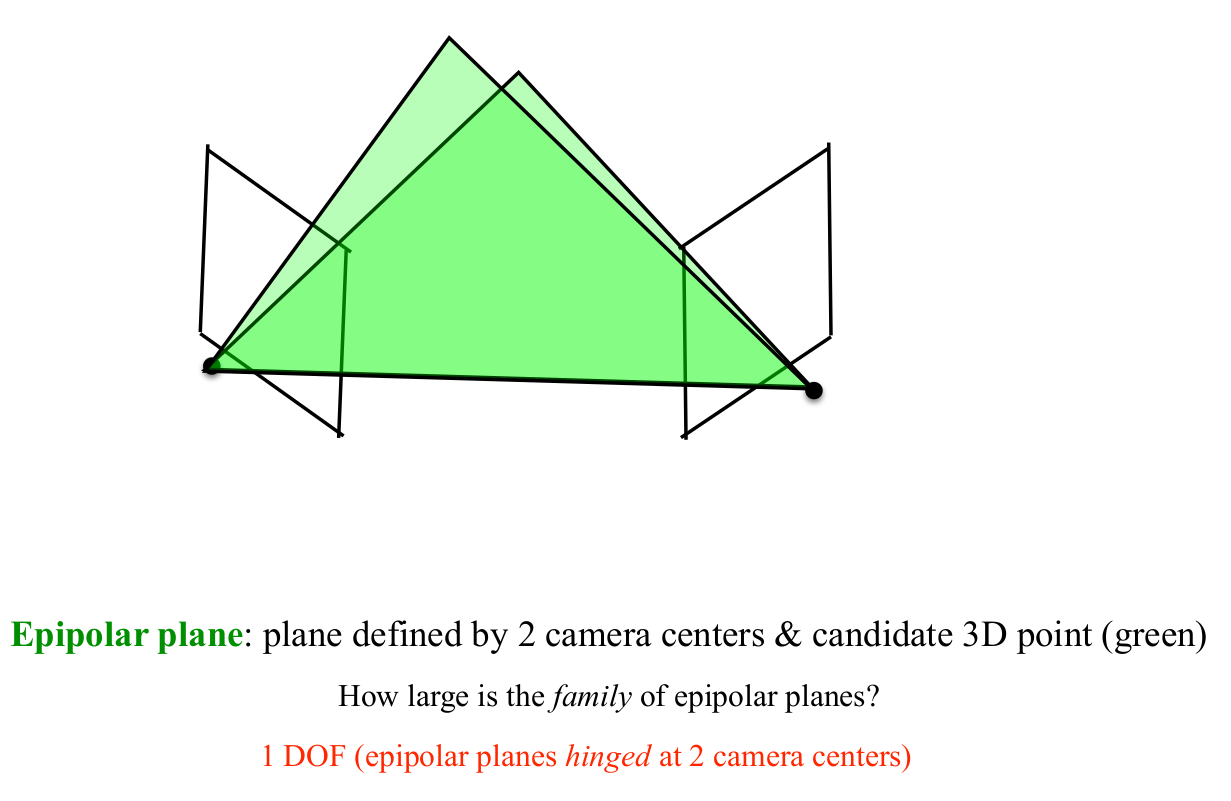 Epipolar plane: plane defined by 2 camera centers & candidate 3D point (green)
How large is the family of epipolar planes?
1 DOF (epipolar planes hinged at 2 camera centers)